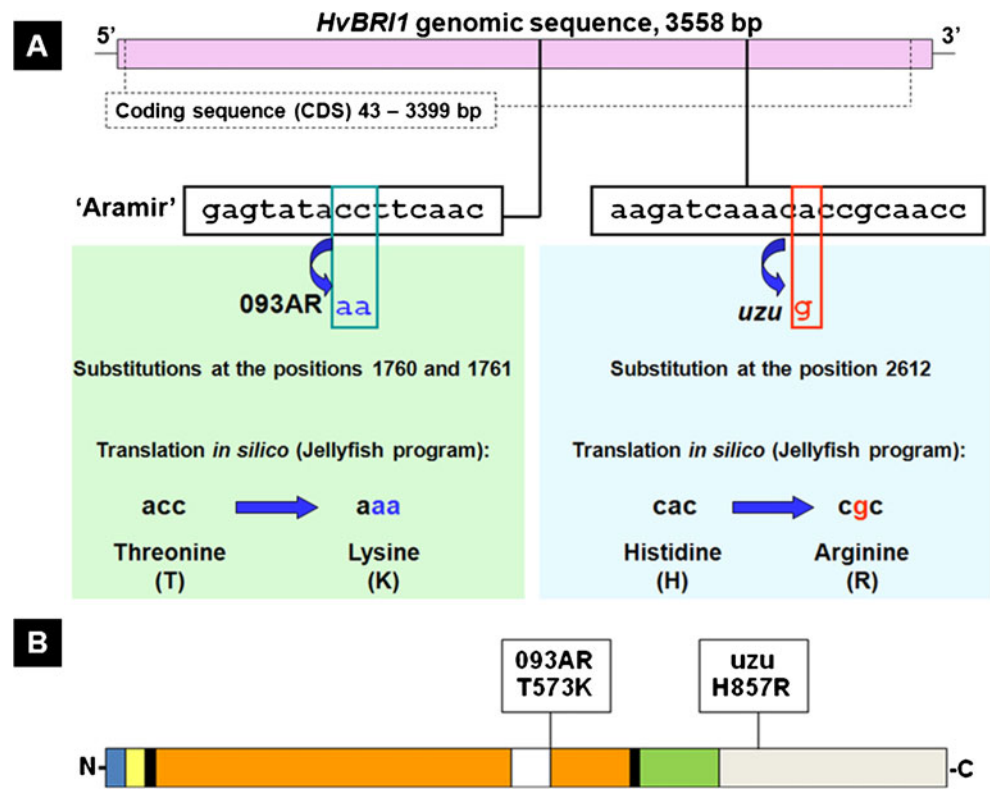 A
HvBRI1 genomic sequence, 3558 bp
5’
3’
Coding sequence (CDS) 43 – 3399 bp
‘Aramir’
gagtataccttcaac
aagatcaaacaccgcaacc
093AR
aa
uzu
g
Substitutions at the positions 1760 and 1761
Substitution at the position 2612
Translation in silico (Jellyfish program):
Translation in silico (Jellyfish program):
acc
aaa
cac
cgc
Threonine
(T)
Lysine
(K)
Histidine
(H)
Arginine
(R)
B
093AR
T573K
uzu
H857R
N-
-C